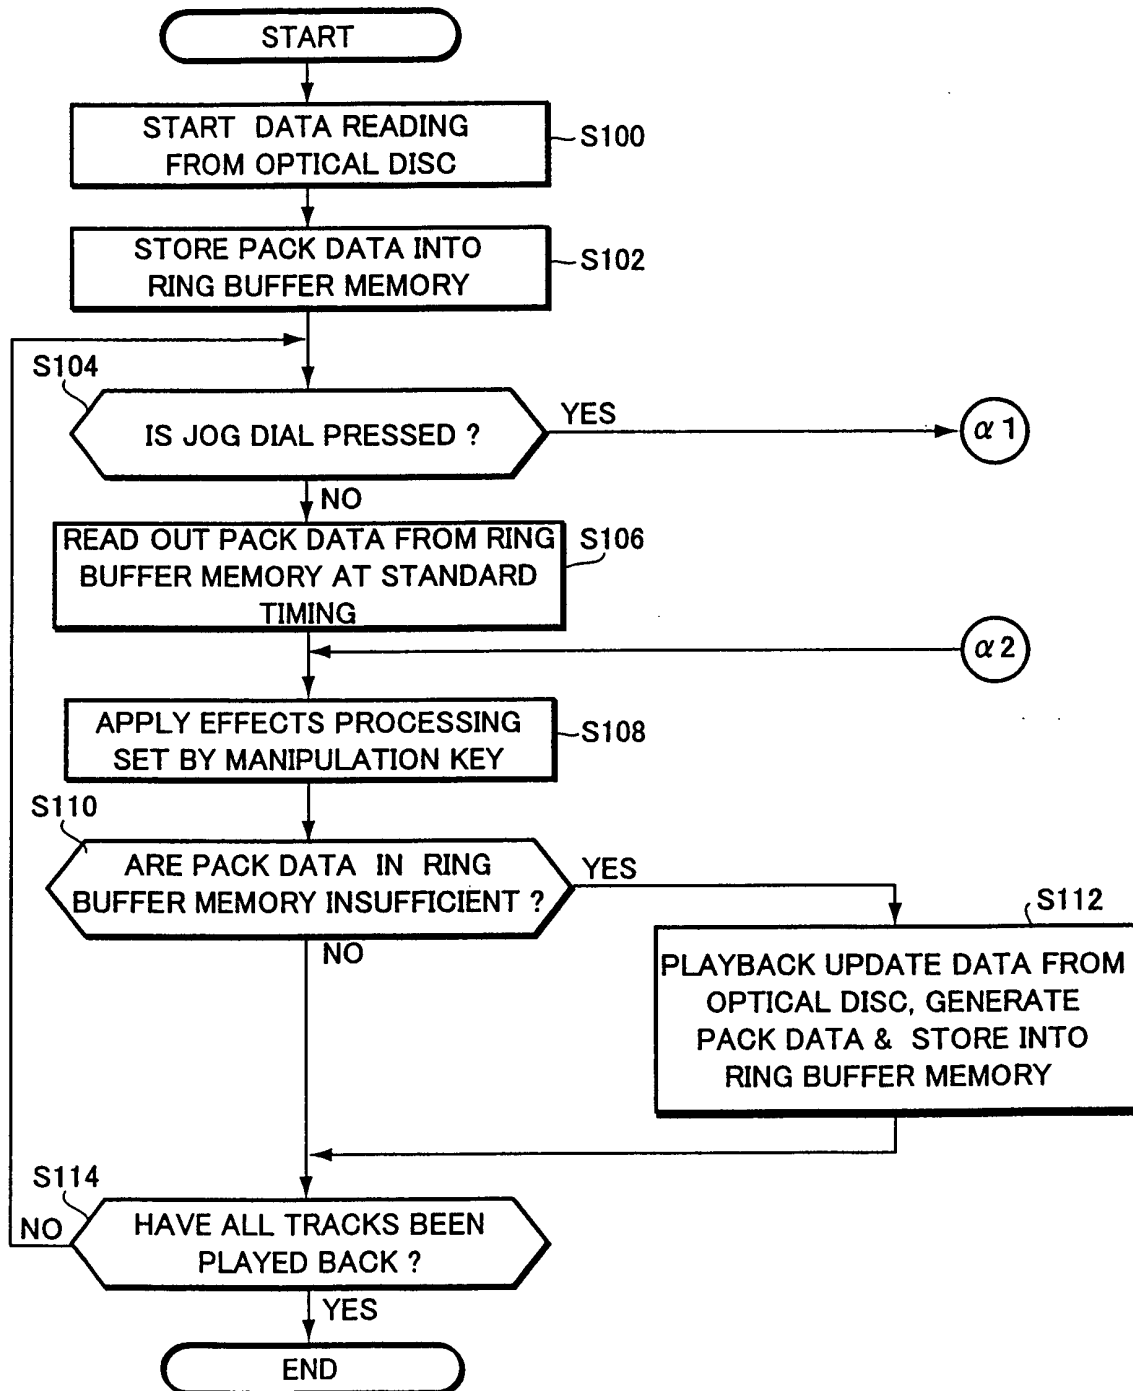 START
START DATA READING
FROM OPTICAL DISC
S100
STORE PACK DATA INTO
RING BUFFER MEMORY
S102
S104
IS JOG DIAL PRESSED ?
YES
α1
NO
READ OUT PACK DATA FROM RING
BUFFER MEMORY AT STANDARD
TIMING
S106
α2
APPLY EFFECTS PROCESSING
SET BY MANIPULATION KEY
S108
S110
ARE PACK DATA IN RING
BUFFER MEMORY INSUFFICIENT ?
YES
NO
S112
PLAYBACK UPDATE DATA FROM
OPTICAL DISC, GENERATE
PACK DATA & STORE INTO
RING BUFFER MEMORY
S114
HAVE ALL TRACKS BEEN
PLAYED BACK ?
NO
YES
END